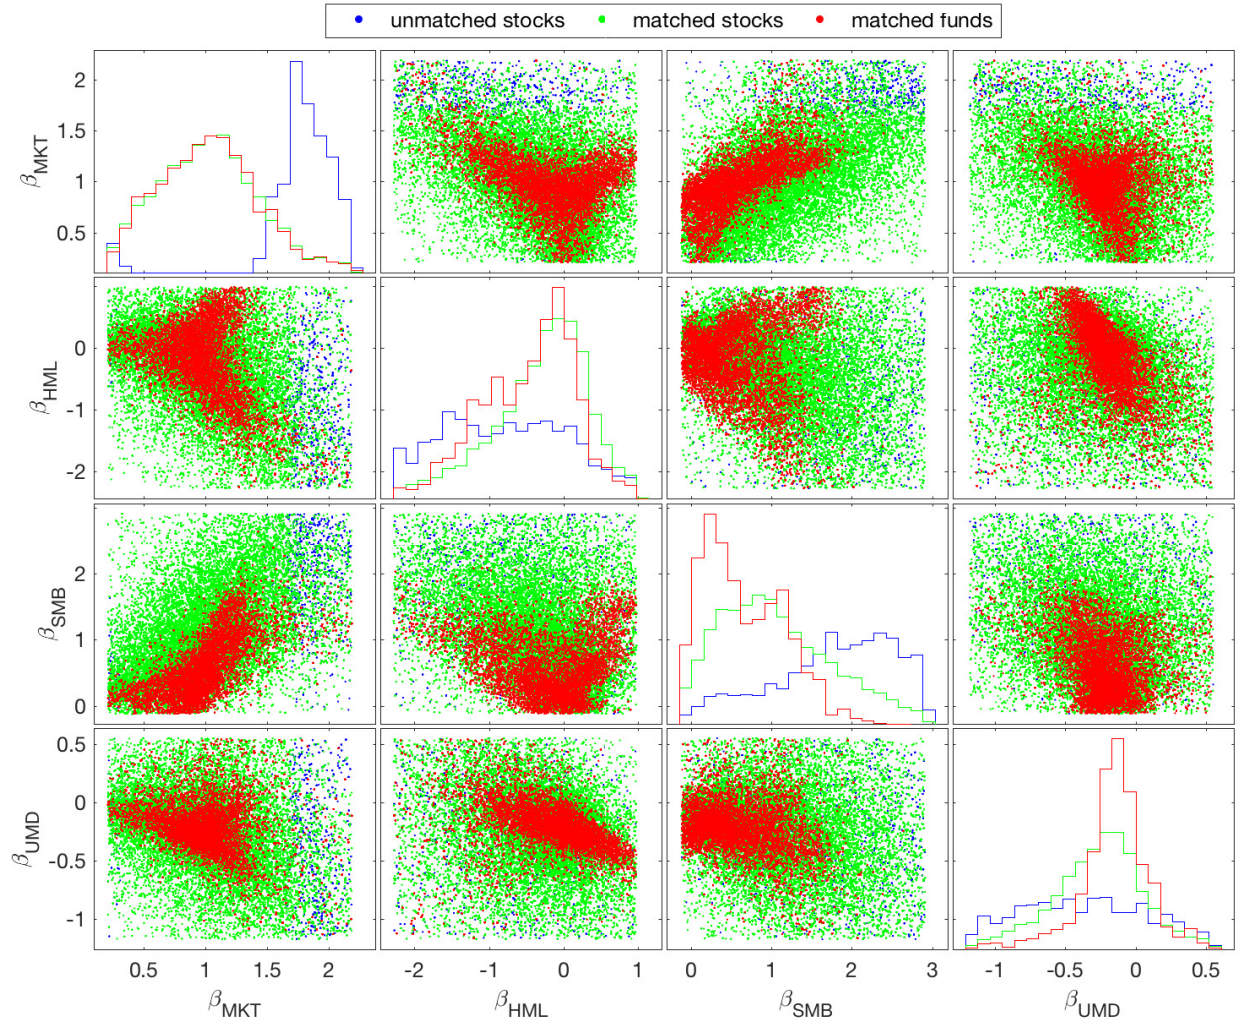 unmatched stocks matched stocks matched funds
2
1.5
1
0.5
β_MKT
0
-1
-2
β_HML
2
1
0
β_SMB
0.5
0
-0.5
-1
β_UMD
0.5 1 1.5 2 -2 -1 0 1 0 1 2 3 -1 -0.5 0 0.5
β_MKT β_HML β_SMB β_UMD